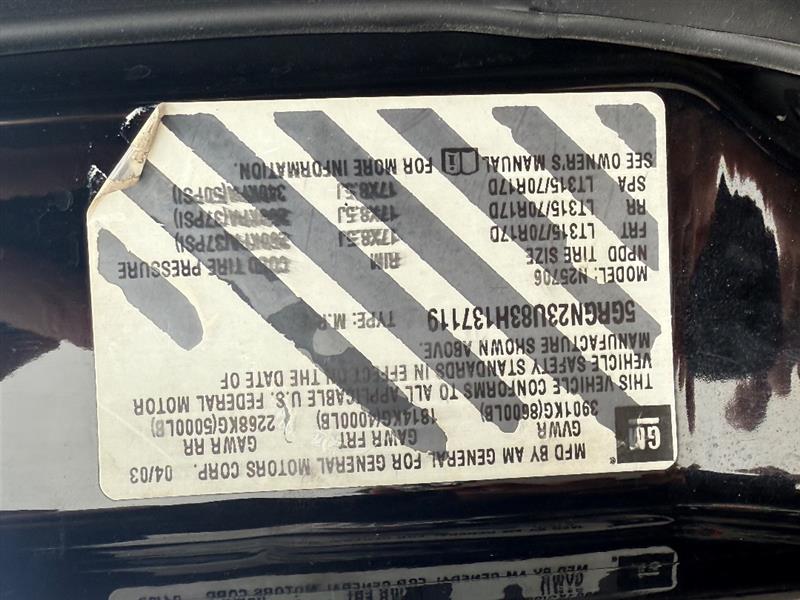 GM
MFD BY AM GENERAL FOR GENERAL MOTORS CORP. 04/03
GVWR GAWR FRT GAWR RR
3901KG(8600LB) 1814KG(4000LB) 2268KG(5000LB)
THIS VEHICLE CONFORMS TO ALL APPLICABLE U.S. FEDERAL MOTOR
VEHICLE SAFETY STANDARDS IN EFFECT ON THE DATE OF
MANUFACTURE SHOWN ABOVE.
5GRGN23U83H137119 TYPE: M.P.
MODEL: N25706
NPDD TIRE SIZE RIM COLD TIRE PRESSURE
FRT LT315/70R17D 17X8.5J (37PSI)
RR LT315/70R17D 17X8.5J (37PSI)
SPA LT315/70R17D 17X8.5J (50PSI)
SEE OWNER'S MANUAL FOR MORE INFORMATION.